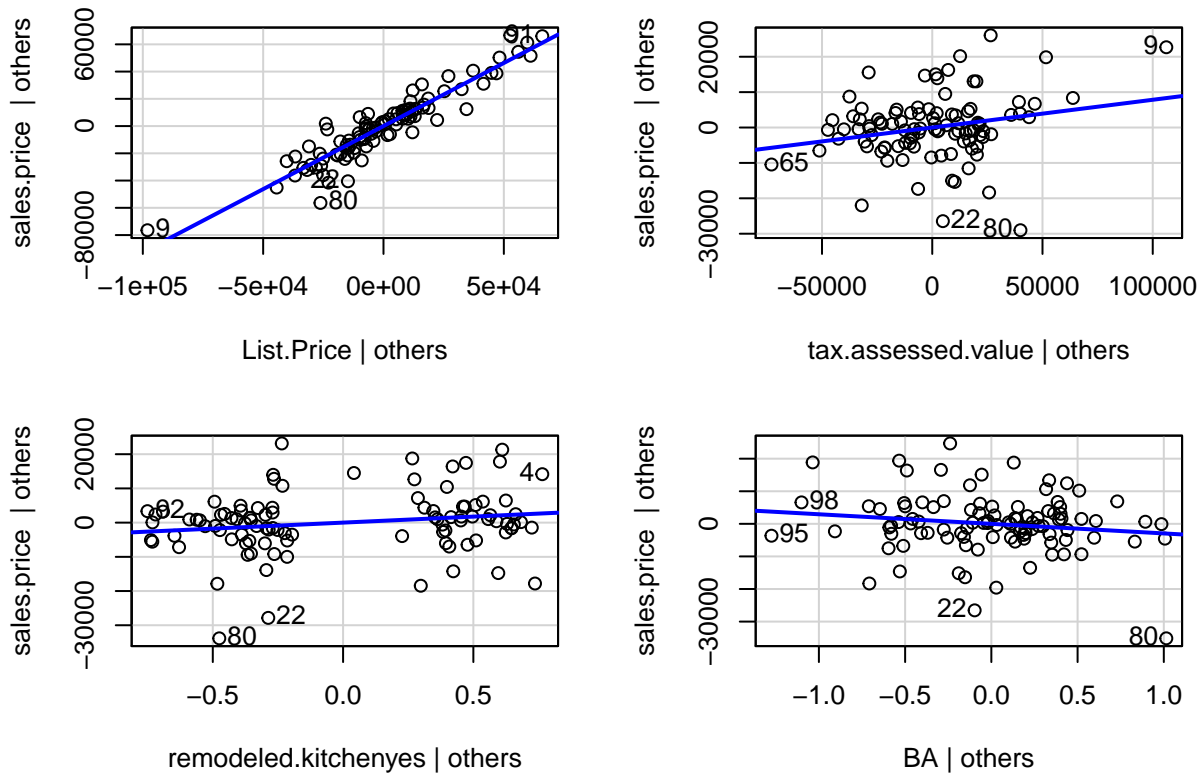 sales.price | others
60000
0
−80000
22
80
9
−1e+05 −5e+04 0e+00 5e+04
List.Price | others
sales.price | others
20000
0
−30000
9
65
22
80
−50000 0 50000 100000
tax.assessed.value | others
sales.price | others
20000
0
−30000
4
22
80
−0.5 0.0 0.5
remodeled.kitchenyes | others
sales.price | others
0
−30000
98
95
22
80
−1.0 −0.5 0.0 0.5 1.0
BA | others